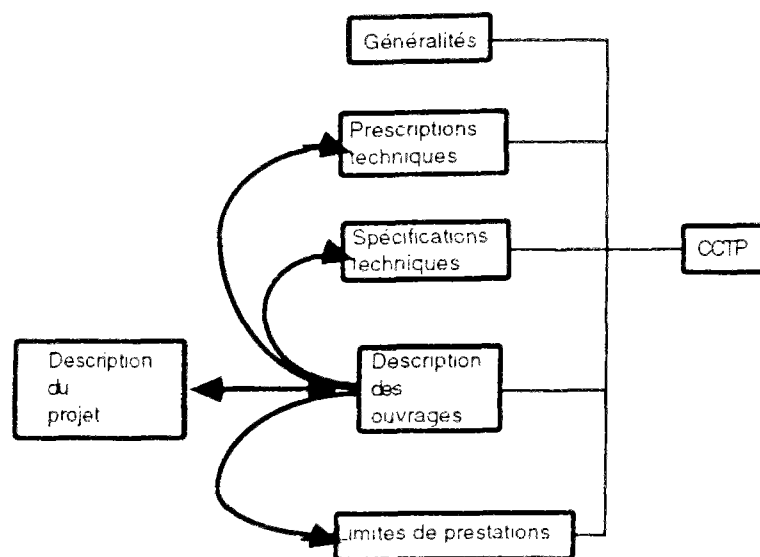 Généralités
Prescriptions
techniques
Spécifications
techniques
CCTP
Description
du
projet
Description
des
ouvrages
Limites de prestations